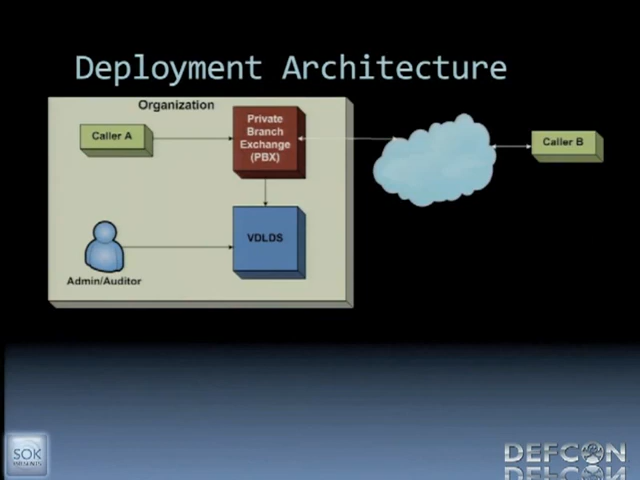 Deployment Architecture
Organization
Caller A
Private
Branch
Exchange
(PBX)
Caller B
VDLDS
Admin/Auditor
SOK
DEFCON